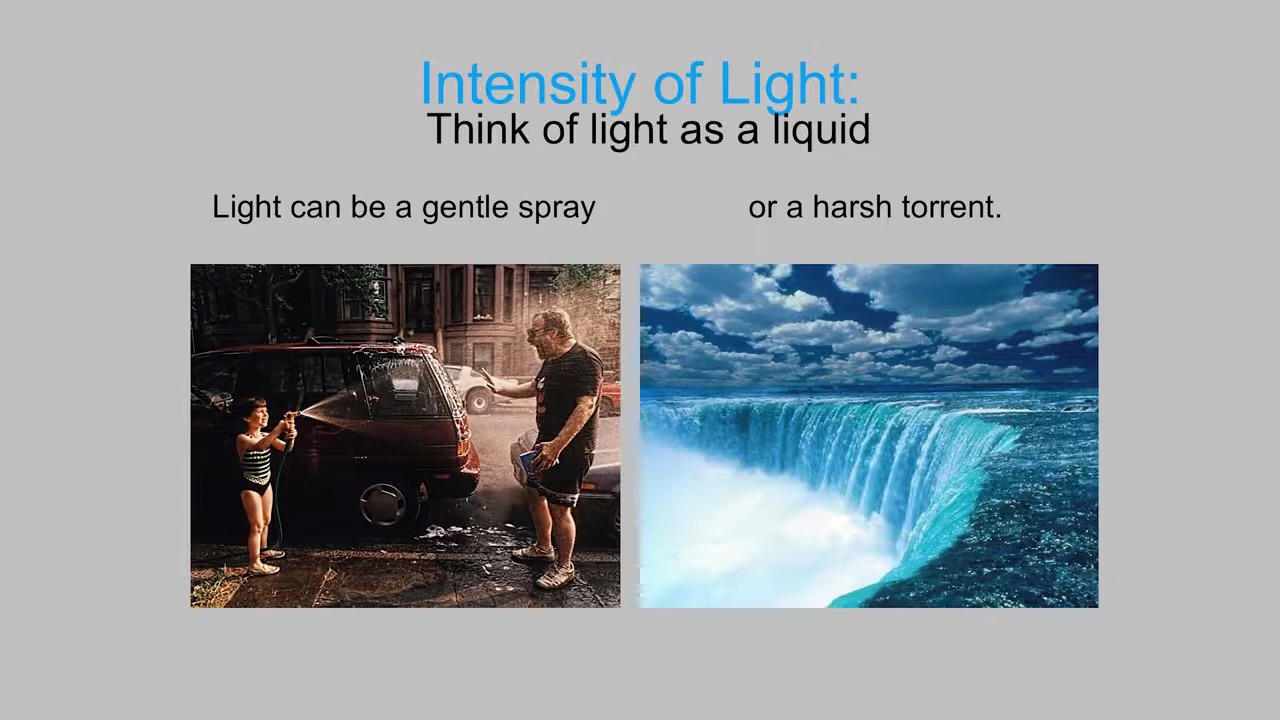 Intensity of Light:
Think of light as a liquid
Light can be a gentle spray
or a harsh torrent.